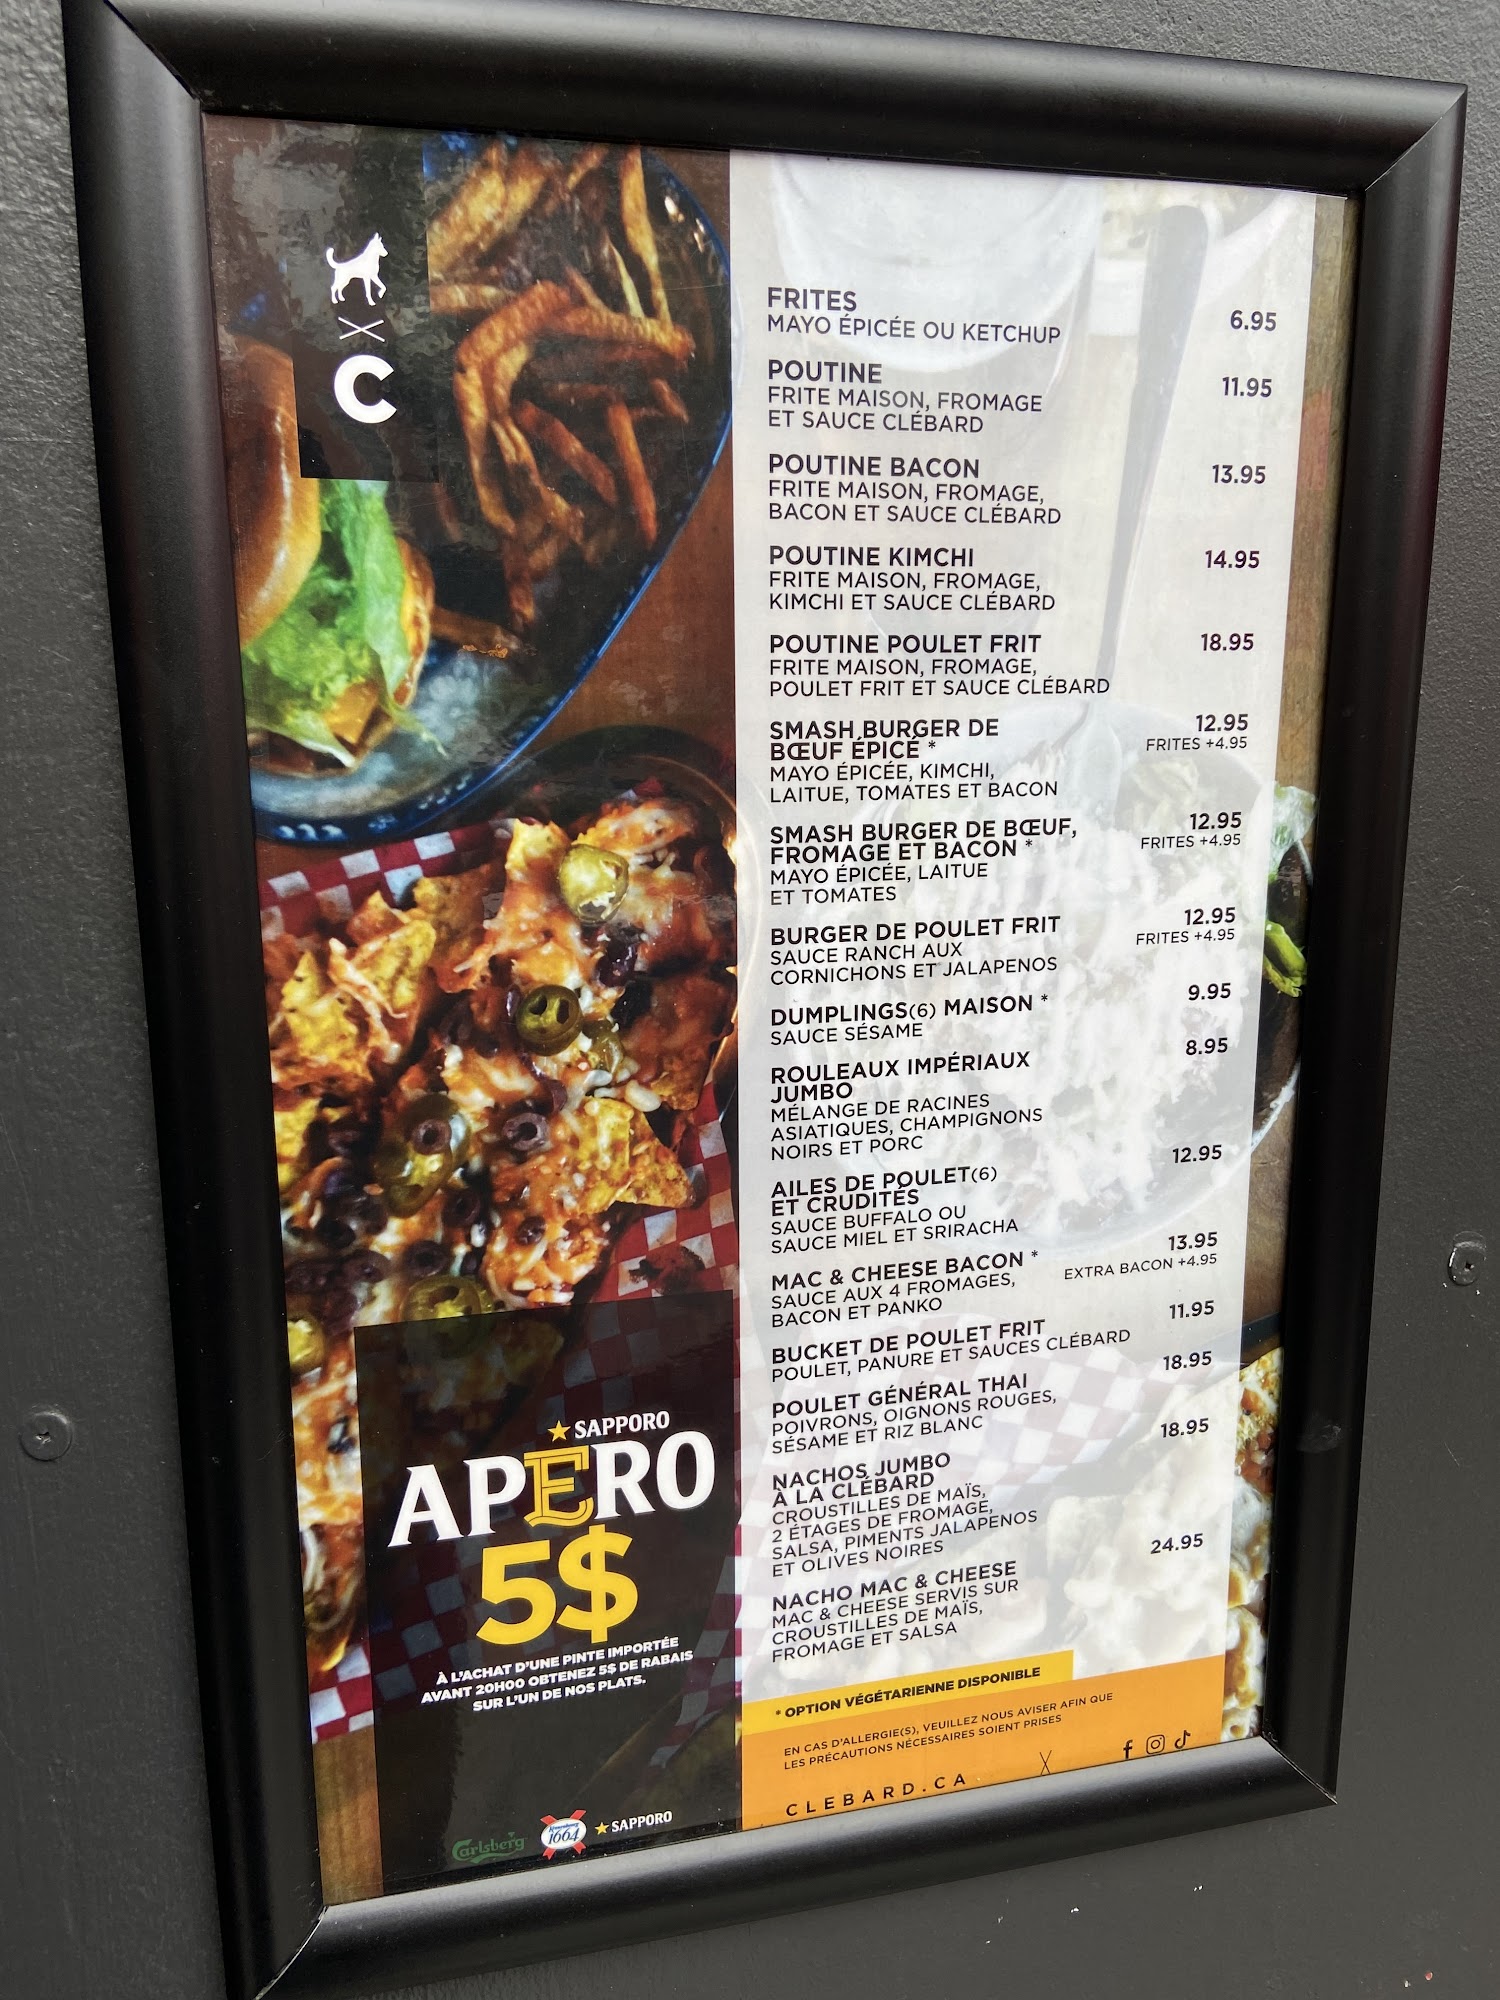 C
FRITES
MAYO ÉPICÉE OU KETCHUP
6.95
POUTINE
FRITE MAISON, FROMAGE
ET SAUCE CLÉBARD
11.95
POUTINE BACON
FRITE MAISON, FROMAGE,
BACON ET SAUCE CLÉBARD
13.95
POUTINE KIMCHI
FRITE MAISON, FROMAGE,
KIMCHI ET SAUCE CLÉBARD
14.95
POUTINE POULET FRIT
FRITE MAISON, FROMAGE,
POULET FRIT ET SAUCE CLÉBARD
18.95
SMASH BURGER DE
BŒUF ÉPICÉ *
MAYO ÉPICÉE, KIMCHI,
LAITUE, TOMATES ET BACON
12.95
FRITES +4.95
SMASH BURGER DE BŒUF,
FROMAGE ET BACON *
MAYO ÉPICÉE, LAITUE
ET TOMATES
12.95
FRITES +4.95
BURGER DE POULET FRIT
SAUCE RANCH AUX
CORNICHONS ET JALAPENOS
12.95
FRITES +4.95
DUMPLINGS(6) MAISON *
SAUCE SÉSAME
9.95
ROULEAUX IMPÉRIAUX
JUMBO
MÉLANGE DE RACINES
ASIATIQUES, CHAMPIGNONS
NOIRS ET PORC
8.95
AILES DE POULET(6)
ET CRUDITÉS
SAUCE BUFFALO OU
SAUCE MIEL ET SRIRACHA
12.95
MAC & CHEESE BACON *
SAUCE AUX 4 FROMAGES,
BACON ET PANKO
13.95
EXTRA BACON +4.95
BUCKET DE POULET FRIT
POULET, PANURE ET SAUCES CLÉBARD
11.95
POULET GÉNÉRAL THAI
POIVRONS, OIGNONS ROUGES,
SÉSAME ET RIZ BLANC
18.95
NACHOS JUMBO
À LA CLÉBARD
CROUSTILLES DE MAÏS,
2 ÉTAGES DE FROMAGE,
SALSA, PIMENTS JALAPENOS
ET OLIVES NOIRES
18.95
NACHO MAC & CHEESE
MAC & CHEESE SERVIS SUR
CROUSTILLES DE MAÏS,
FROMAGE ET SALSA
24.95
* OPTION VÉGÉTARIENNE DISPONIBLE
EN CAS D'ALLERGIE(S), VEUILLEZ NOUS AVISER AFIN QUE
LES PRÉCAUTIONS NÉCESSAIRES SOIENT PRISES
CLEBARD.CA
SAPPORO
APERO
5$
À L'ACHAT D'UNE PINTE IMPORTÉE
AVANT 20H00 OBTENEZ 5$ DE RABAIS
SUR L'UN DE NOS PLATS.
Carlsberg
Kronenbourg
1664
SAPPORO